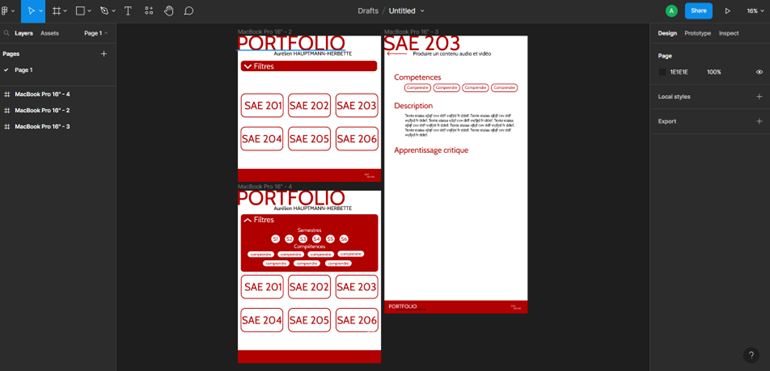 Drafts / Untitled
A
Share
16%
Layers Assets Page 1
Pages
Page 1
MacBook Pro 16" - 4
MacBook Pro 16" - 2
MacBook Pro 16" - 3
MacBook Pro 16" - 2
PORTFOLIO
Aurélien HAUPTMANN-HERBETTE
Filtres
SAE 201 SAE 202 SAE 203
SAE 204 SAE 205 SAE 206
MacBook Pro 16" - 4
PORTFOLIO
Aurélien HAUPTMANN-HERBETTE
Filtres
Semestres
S1 S2 S3 S4 S5 S6
Compétences
comprendre comprendre comprendre comprendre
comprendre comprendre comprendre
SAE 201 SAE 202 SAE 203
SAE 204 SAE 205 SAE 206
MacBook Pro 16" - 3
SAE 203
Produire un contenu audio et vidéo
Competences
Comprendre Comprendre Comprendre Comprendre
Description
Apprentissage critique
PORTFOLIO
Design Prototype Inspect
Page
1E1E1E 100%
Local styles
Export
?